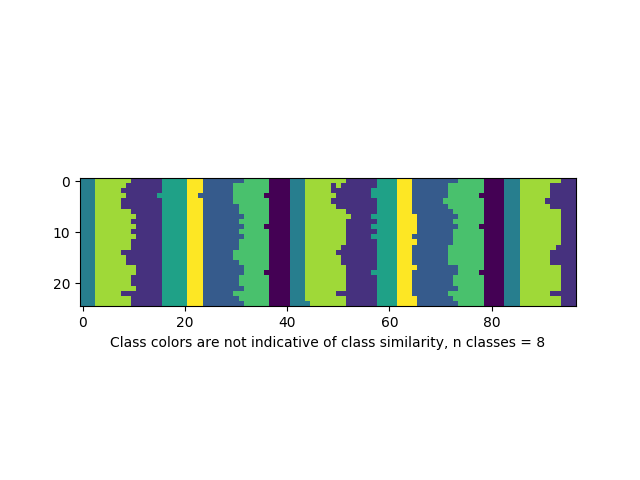 0
10
20
0 20 40 60 80
Class colors are not indicative of class similarity, n classes = 8